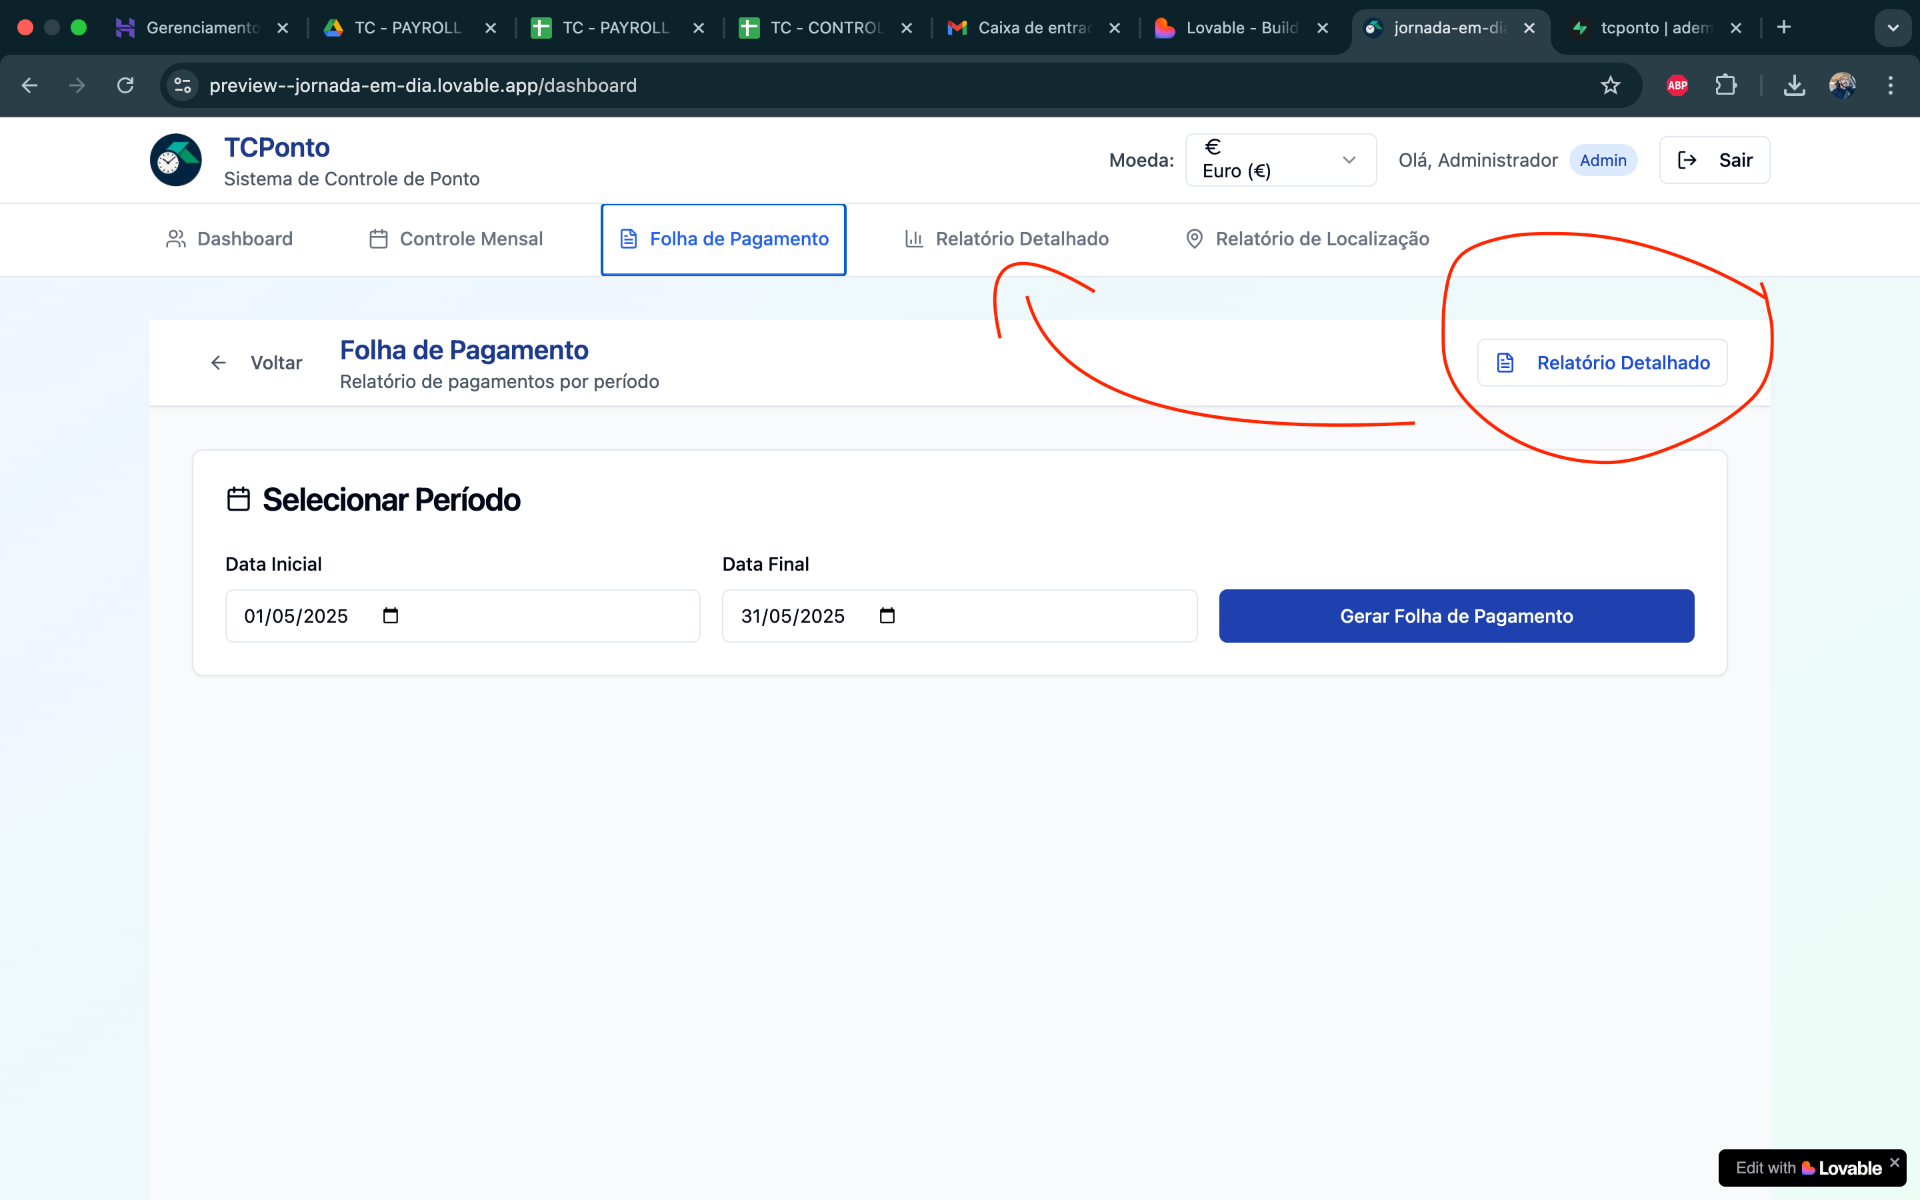 Gerenciamento
TC - PAYROLL
TC - PAYROLL
TC - CONTROL
Caixa de entrac
Lovable - Build
jornada-em-di
tcponto | adem
preview--jornada-em-dia.lovable.app/dashboard
ABP
TCPonto
Sistema de Controle de Ponto
Moeda:
€
Euro (€)
Olá, Administrador
Admin
Sair
Dashboard
Controle Mensal
Folha de Pagamento
Relatório Detalhado
Relatório de Localização
Voltar
Folha de Pagamento
Relatório de pagamentos por período
Relatório Detalhado
Selecionar Período
Data Inicial
Data Final
01/05/2025
31/05/2025
Gerar Folha de Pagamento
Edit with Lovable